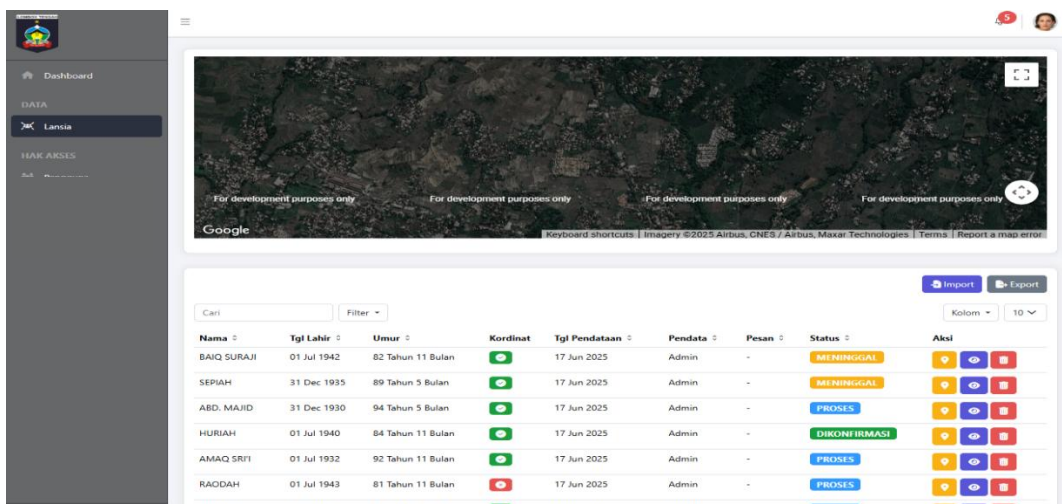 LOMBOK TENGAH
5
Dashboard
DATA
Lansia
HAK AKSES
For development purposes only For development purposes only For development purposes only For development purposes only
Google
Keyboard shortcuts Imagery ©2025 Airbus, CNES / Airbus, Maxar Technologies Terms Report a map error
Import Export
Cari Filter Kolom 10
Nama Tgl Lahir Umur Kordinat Tgl Pendataan Pendata Pesan Status Aksi
BAIQ SURAJI 01 Jul 1942 82 Tahun 11 Bulan 17 Jun 2025 Admin - MENINGGAL
SEPIAH 31 Dec 1935 89 Tahun 5 Bulan 17 Jun 2025 Admin - MENINGGAL
ABD. MAJID 31 Dec 1930 94 Tahun 5 Bulan 17 Jun 2025 Admin - PROSES
HURIAH 01 Jul 1940 84 Tahun 11 Bulan 17 Jun 2025 Admin - DIKONFIRMASI
AMAQ SRI'I 01 Jul 1932 92 Tahun 11 Bulan 17 Jun 2025 Admin - PROSES
RAODAH 01 Jul 1943 81 Tahun 11 Bulan 17 Jun 2025 Admin - PROSES